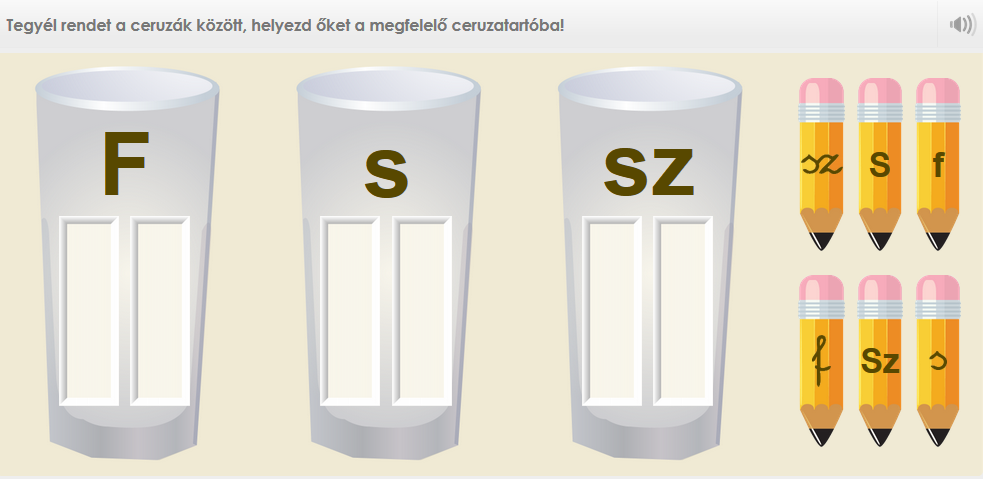 Tegyél rendet a ceruzák között, helyezd őket a megfelelő ceruzatartóba!
F s sz
sz S f
f Sz s